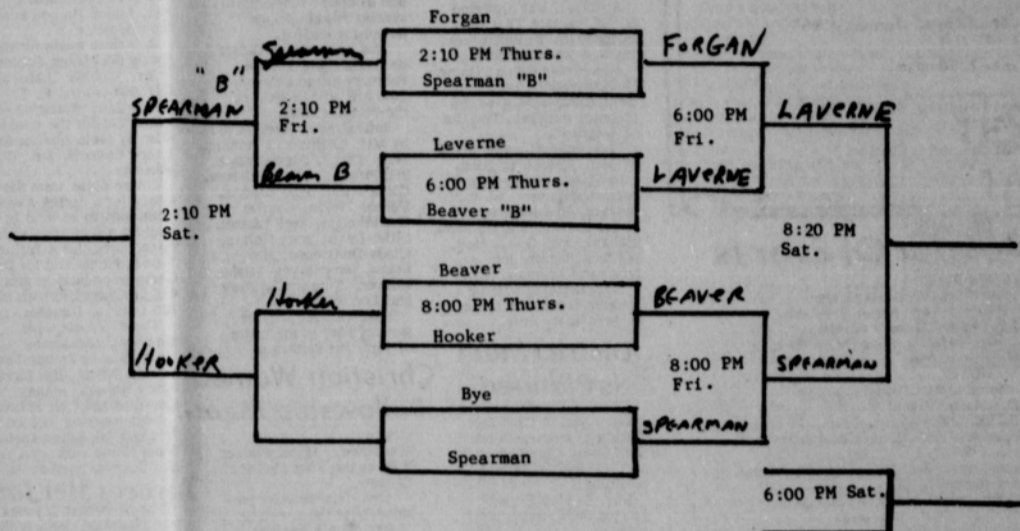 Forgan
Spearman
2:10 PM Thurs.
FORGAN
Spearman "B"
"B"
SPEARMAN
2:10 PM
Fri.
6:00 PM
Fri.
LAVERNE
Leverne
Beaver B
6:00 PM Thurs.
LAVERNE
Beaver "B"
2:10 PM
Sat.
8:20 PM
Sat.
Beaver
Hooker
8:00 PM Thurs.
BEAVER
Hooker
HOOKER
8:00 PM
Fri.
SPEARMAN
Bye
SPEARMAN
Spearman
6:00 PM Sat.